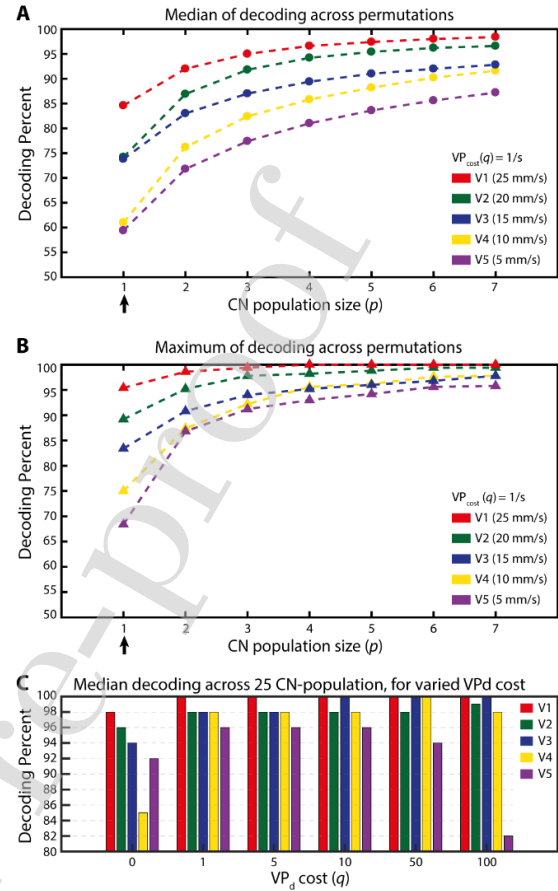 A
Median of decoding across permutations
100
95
90
85
80
75
70
65
60
55
50
Decoding Percent
VPcost(q) = 1/s
V1 (25 mm/s)
V2 (20 mm/s)
V3 (15 mm/s)
V4 (10 mm/s)
V5 (5 mm/s)
1 2 3 4 5 6 7
CN population size (p)
B
Maximum of decoding across permutations
100
95
90
85
80
75
70
65
60
55
50
Decoding Percent
VPcost (q) = 1/s
V1 (25 mm/s)
V2 (20 mm/s)
V3 (15 mm/s)
V4 (10 mm/s)
V5 (5 mm/s)
1 2 3 4 5 6 7
CN population size (p)
C
Median decoding across 25 CN-population, for varied VPd cost
100
98
96
94
92
90
88
86
84
82
80
Decoding Percent
V1
V2
V3
V4
V5
0 1 5 10 50 100
VPd cost (q)
fe-proof